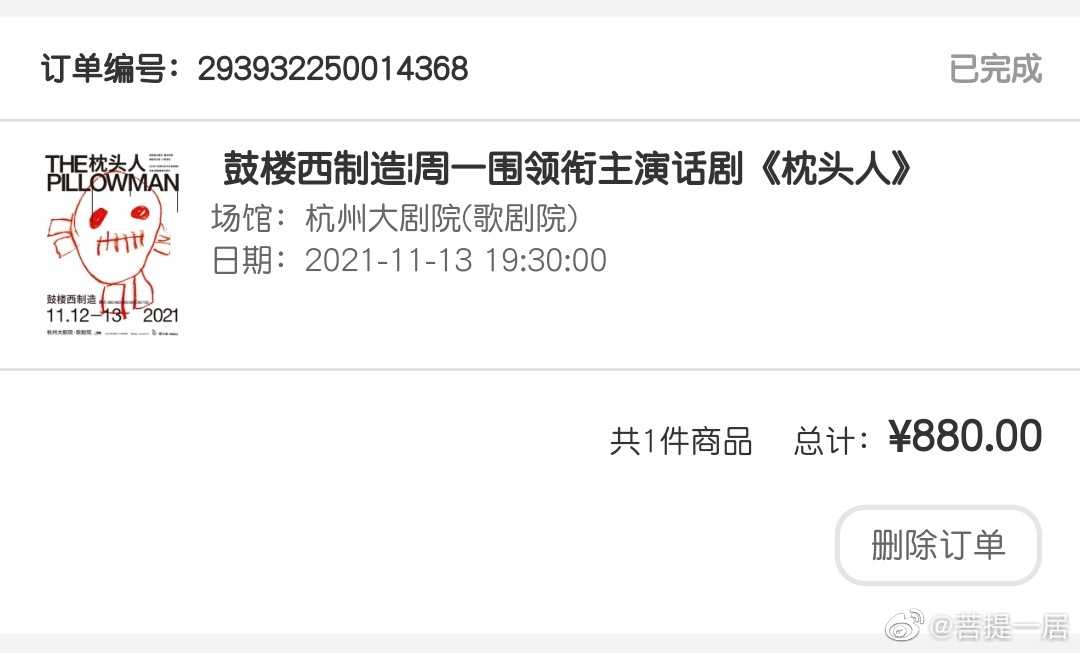 订单编号：293932250014368
已完成
THE枕头人
PILLOWMAN
鼓楼西制造
11.12—13 2021
杭州大剧院·歌剧院
鼓楼西制造|周一围领衔主演话剧《枕头人》
场馆：杭州大剧院(歌剧院)
日期：2021-11-13 19:30:00
共1件商品 总计：¥880.00
删除订单
@菩提一居